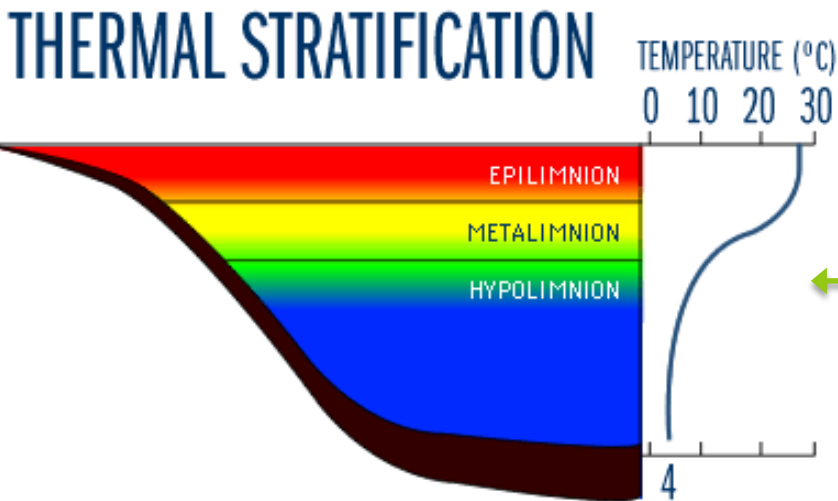 THERMAL STRATIFICATION
TEMPERATURE (°C)
0 10 20 30
EPILIMNION
METALIMNION
HYPOLIMNION
4